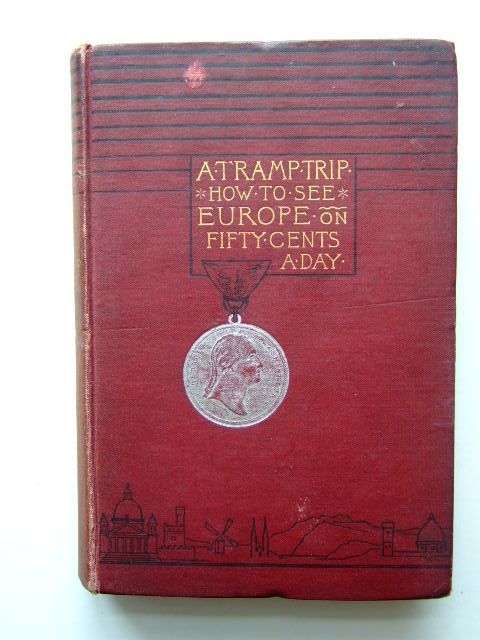 A·TRAMP·TRIP·
*HOW·TO·SEE*
EUROPE·ON
FIFTY·CENTS
A·DAY·